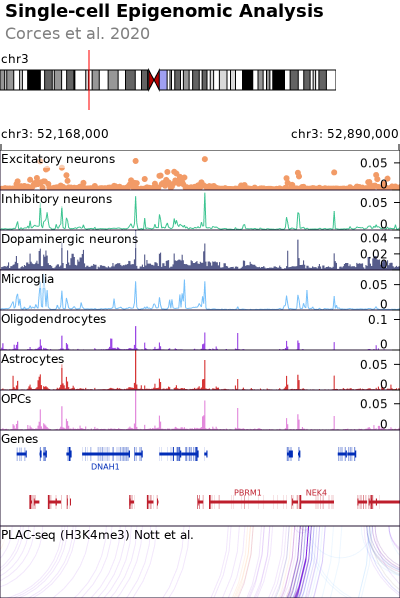 Single-cell Epigenomic Analysis
Corces et al. 2020
chr3
chr3: 52,168,000 chr3: 52,890,000
Excitatory neurons 0.05
0
Inhibitory neurons 0.05
0
Dopaminergic neurons 0.04
0.02
0
Microglia 0.05
0
Oligodendrocytes 0.1
0
Astrocytes 0.05
0
OPCs 0.05
0
Genes
DNAH1
PBRM1 NEK4
PLAC-seq (H3K4me3) Nott et al.